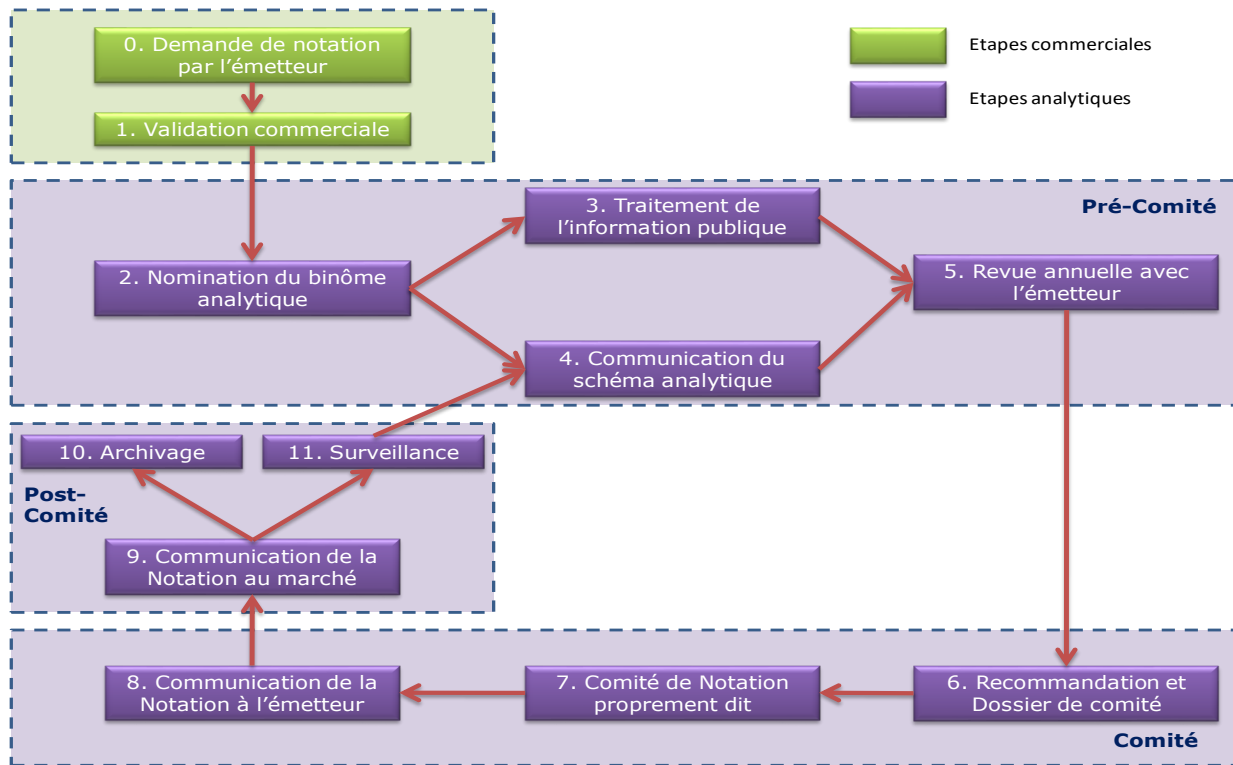 0. Demande de notation
par l'émetteur
1. Validation commerciale
Etapes commerciales
Etapes analytiques
Pré-Comité
2. Nomination du binôme
analytique
3. Traitement de
l'information publique
4. Communication du
schéma analytique
5. Revue annuelle avec
l'émetteur
10. Archivage
11. Surveillance
Post-
Comité
9. Communication de la
Notation au marché
8. Communication de la
Notation à l'émetteur
7. Comité de Notation
proprement dit
6. Recommandation et
Dossier de comité
Comité